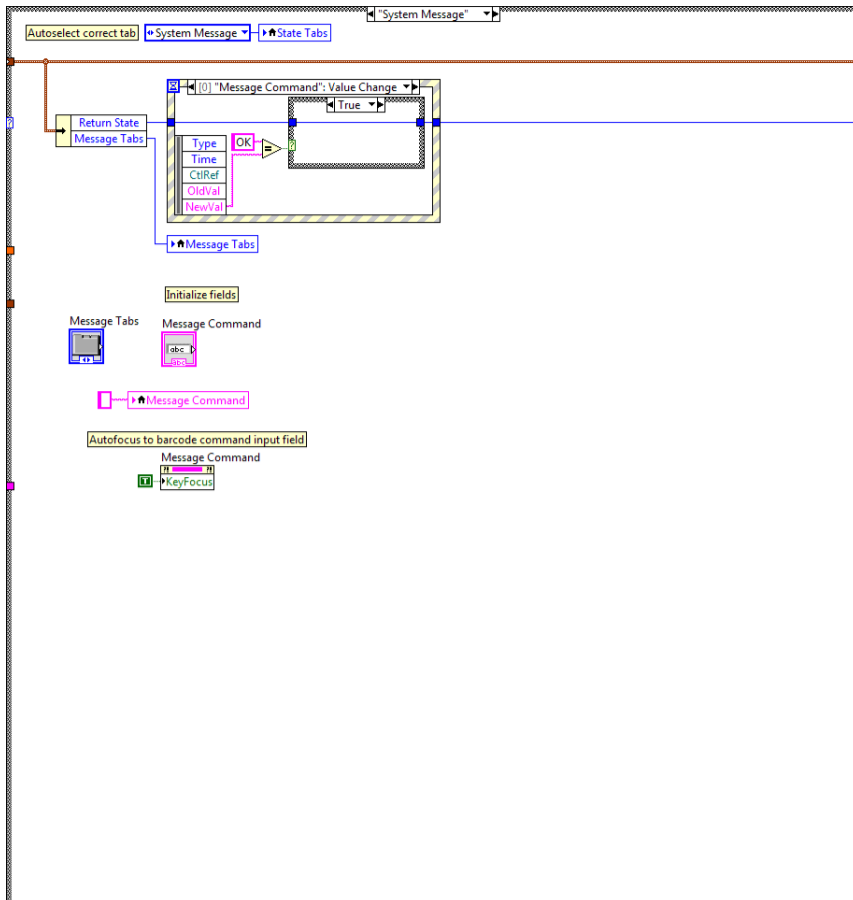 "System Message"
Autoselect correct tab
System Message
State Tabs
[0] "Message Command": Value Change
True
Return State
Message Tabs
Type
Time
CtlRef
OldVal
NewVal
OK
=
?
?
Message Tabs
Initialize fields
Message Tabs
Message Command
abc
abc
Message Command
Autofocus to barcode command input field
Message Command
T
KeyFocus